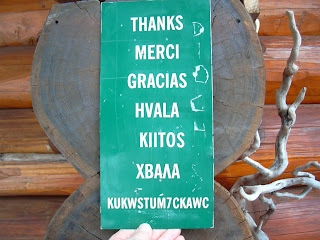 THANKS
MERCI
GRACIAS
HVALA
KIITOS
ХВАЛА
KUKWSTUM7CKAWC